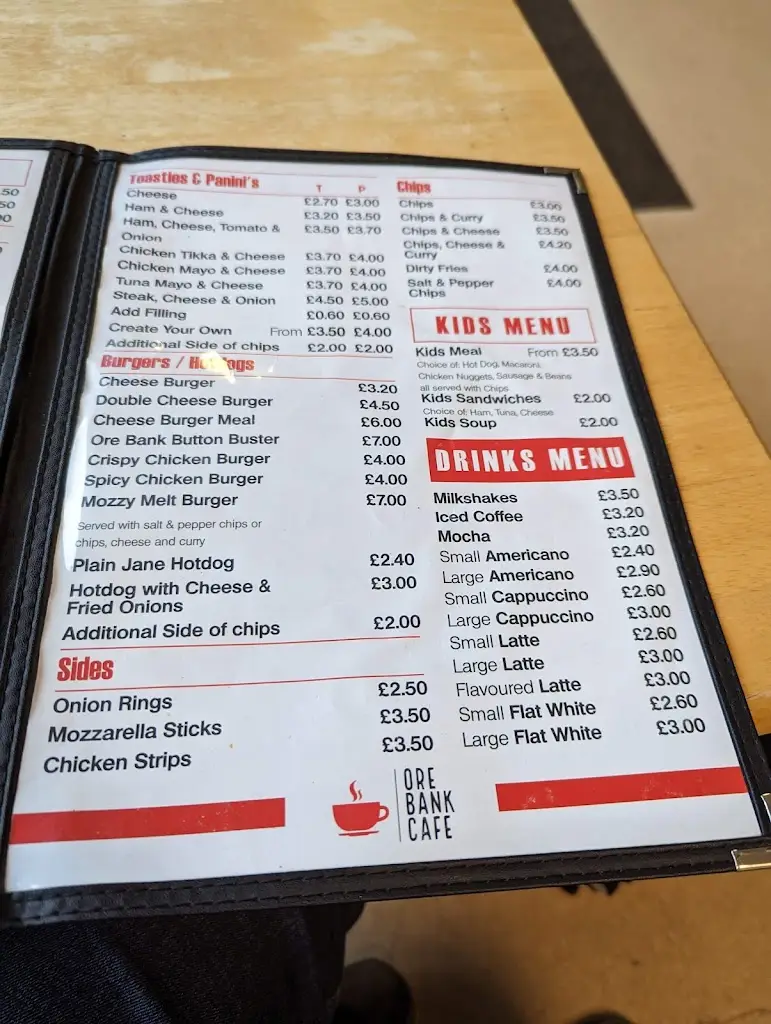 .50
50
00
Toasties & Panini's T P
Cheese £2.70 £3.00
Ham & Cheese £3.20 £3.50
Ham, Cheese, Tomato & £3.50 £3.70
Onion
Chicken Tikka & Cheese £3.70 £4.00
Chicken Mayo & Cheese £3.70 £4.00
Tuna Mayo & Cheese £3.70 £4.00
Steak, Cheese & Onion £4.50 £5.00
Add Filling £0.60 £0.60
Create Your Own From £3.50 £4.00
Additional Side of chips £2.00 £2.00
Burgers / Hotdogs
Cheese Burger £3.20
Double Cheese Burger £4.50
Cheese Burger Meal £6.00
Ore Bank Button Buster £7.00
Crispy Chicken Burger £4.00
Spicy Chicken Burger £4.00
Mozzy Melt Burger £7.00
Served with salt & pepper chips or
chips, cheese and curry
Plain Jane Hotdog £2.40
Hotdog with Cheese & £3.00
Fried Onions
Additional Side of chips £2.00
Sides
Onion Rings £2.50
Mozzarella Sticks £3.50
Chicken Strips £3.50
Chips
Chips £3.00
Chips & Curry £3.50
Chips & Cheese £3.50
Chips, Cheese & £4.20
Curry
Dirty Fries £4.00
Salt & Pepper £4.00
Chips
KIDS MENU
Kids Meal From £3.50
Choice of: Hot Dog, Macaroni,
Chicken Nuggets, Sausage & Beans
all served with Chips
Kids Sandwiches £2.00
Choice of: Ham, Tuna, Cheese
Kids Soup £2.00
DRINKS MENU
Milkshakes £3.50
Iced Coffee £3.20
Mocha £3.20
Small Americano £2.40
Large Americano £2.90
Small Cappuccino £2.60
Large Cappuccino £3.00
Small Latte £2.60
Large Latte £3.00
Flavoured Latte £3.00
Small Flat White £2.60
Large Flat White £3.00
ORE
BANK
CAFE